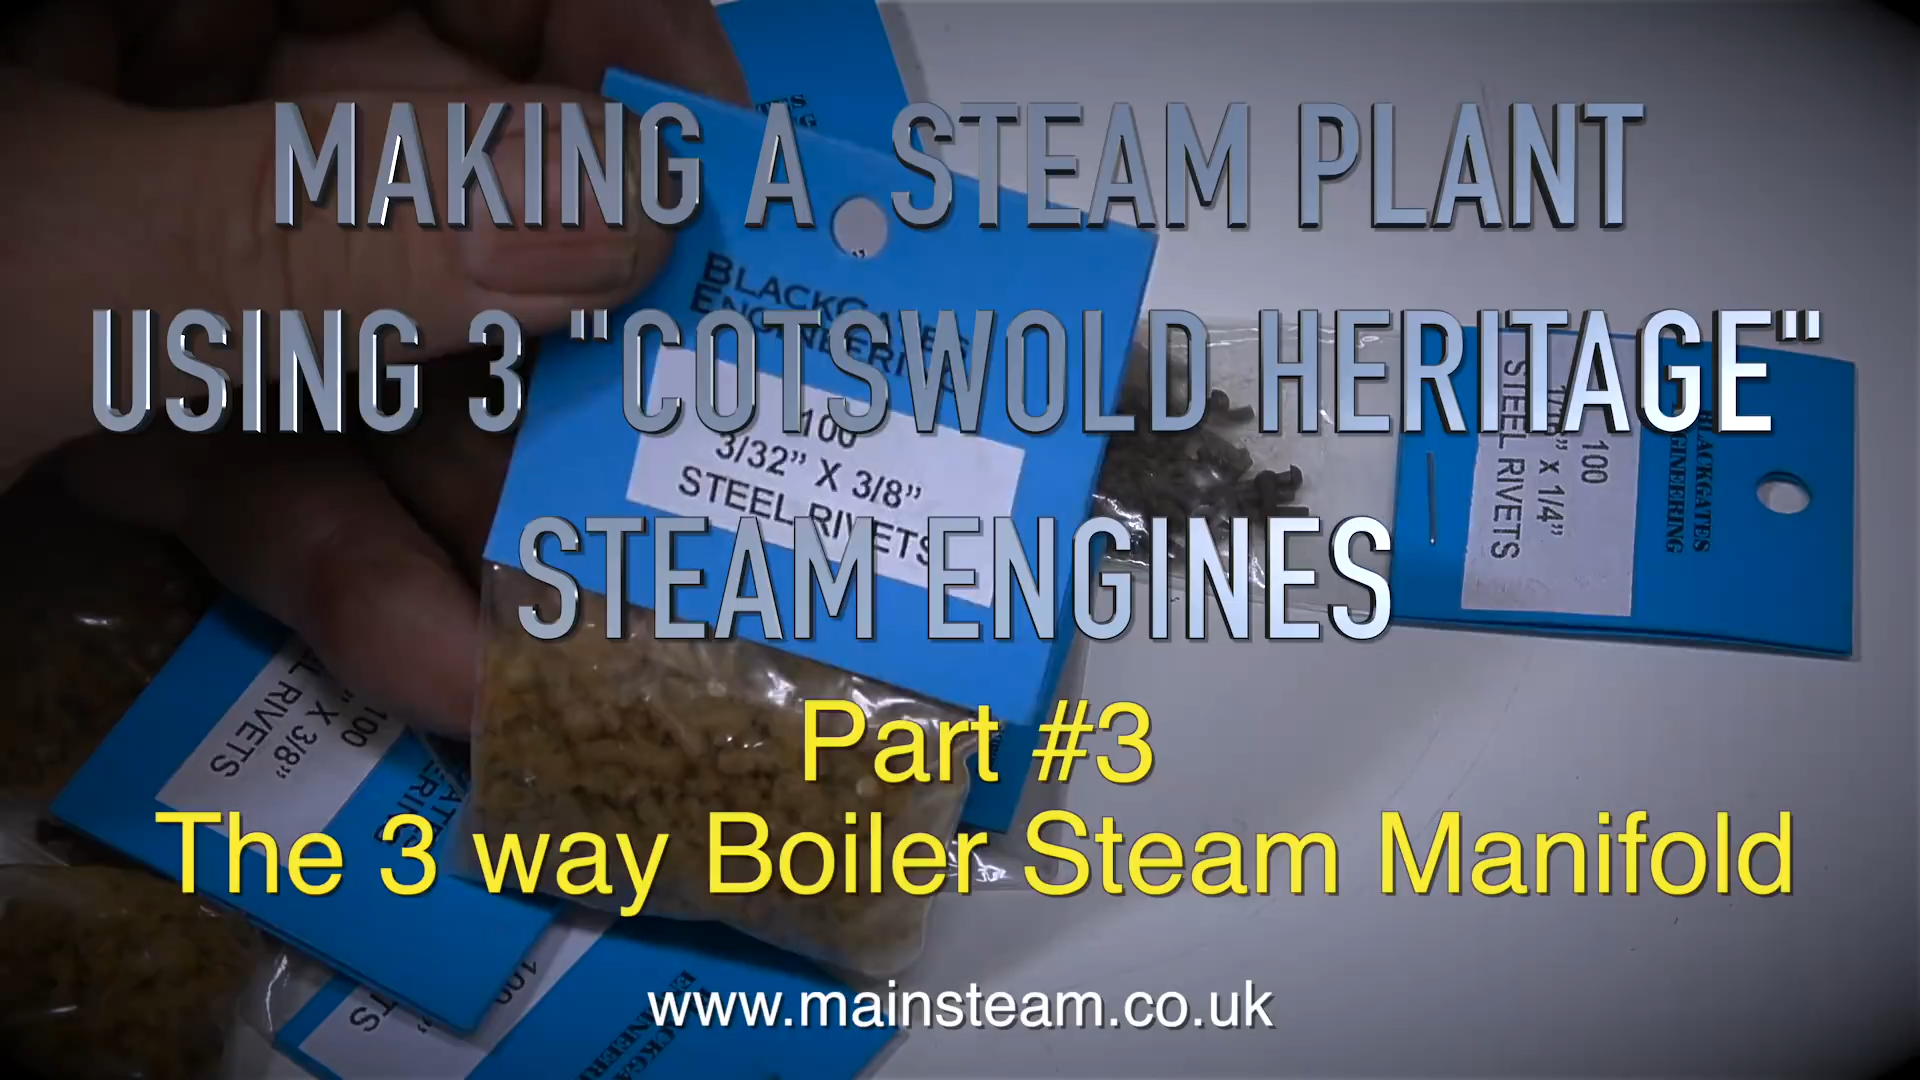 MAKING A STEAM PLANT
USING 3 "COTSWOLD HERITAGE"
STEAM ENGINES
Part #3
The 3 way Boiler Steam Manifold
www.mainsteam.co.uk
BLACKGATES
ENGINEERING
100
3/32” X 3/8”
STEEL RIVETS
BLACKGATES
ENGINEERING
100
x 1/4”
STEEL RIVETS
100
X 3/8”
RIVETS
100